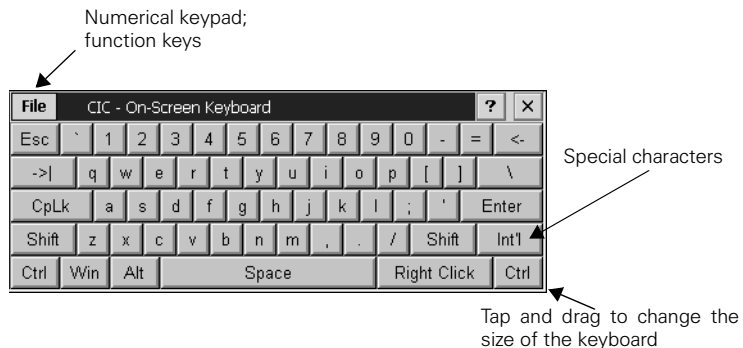 Numerical keypad;
function keys
File CIC - On-Screen Keyboard ? ×
Esc ` 1 2 3 4 5 6 7 8 9 0 - = <-
->| q w e r t y u i o p [ ] \
CpLk a s d f g h j k l ; ' Enter
Special characters
Shift z x c v b n m , . / Shift Int'l
Ctrl Win Alt Space Right Click Ctrl
Tap and drag to change the
size of the keyboard